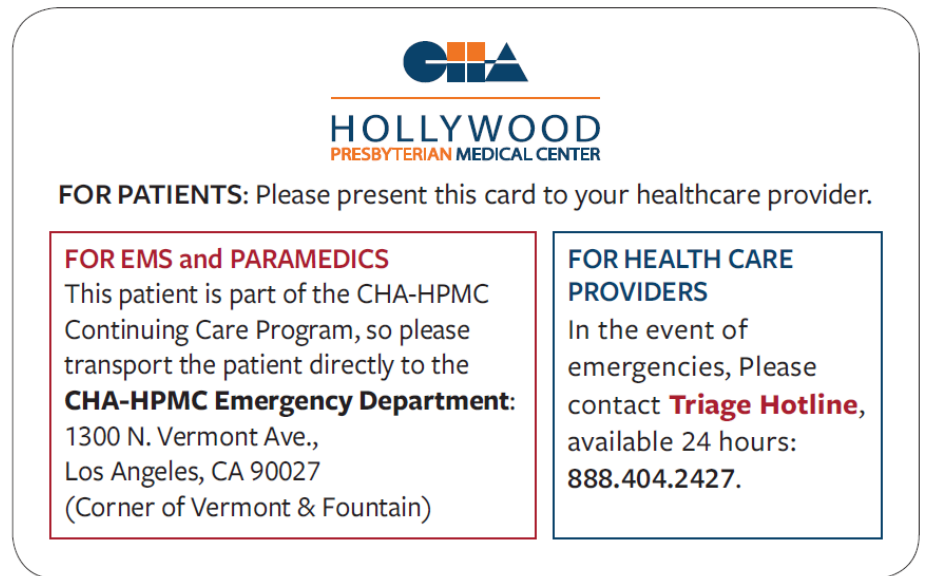 CHA
HOLLYWOOD
PRESBYTERIAN MEDICAL CENTER
FOR PATIENTS: Please present this card to your healthcare provider.
FOR EMS and PARAMEDICS
This patient is part of the CHA-HPMC
Continuing Care Program, so please
transport the patient directly to the
CHA-HPMC Emergency Department:
1300 N. Vermont Ave.,
Los Angeles, CA 90027
(Corner of Vermont & Fountain)
FOR HEALTH CARE
PROVIDERS
In the event of
emergencies, Please
contact Triage Hotline,
available 24 hours:
888.404.2427.